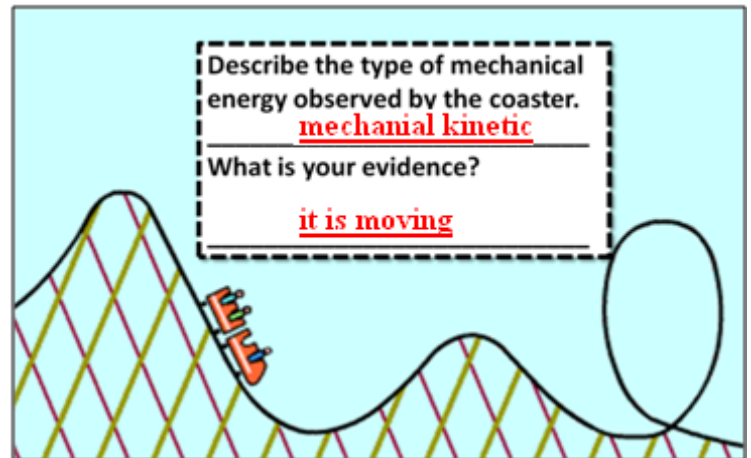 Describe the type of mechanical
energy observed by the coaster.
mechanial kinetic
What is your evidence?
it is moving